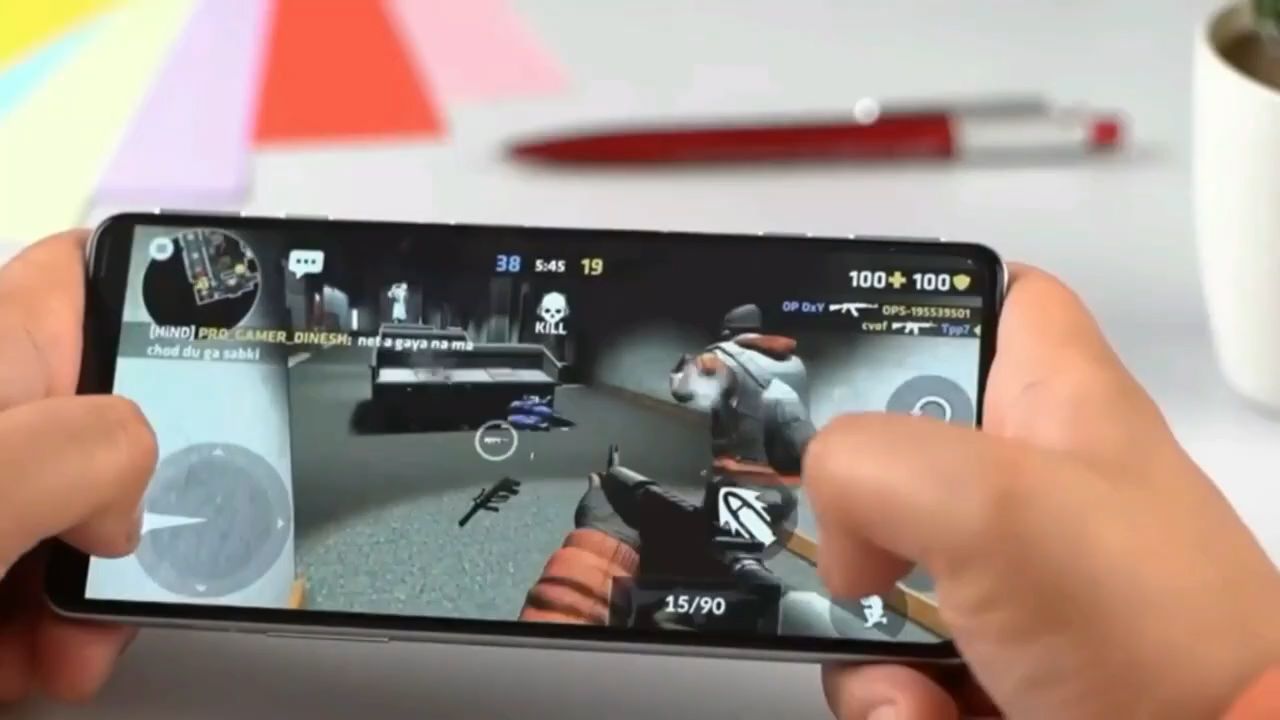 38 5:45 19
100 100
KILL
OP OxY OPS-195539501
cvof Tpp7
[HiND] PRO_GAMER_DINESH: net a gaya na ma
chod du ga sabki
15/90